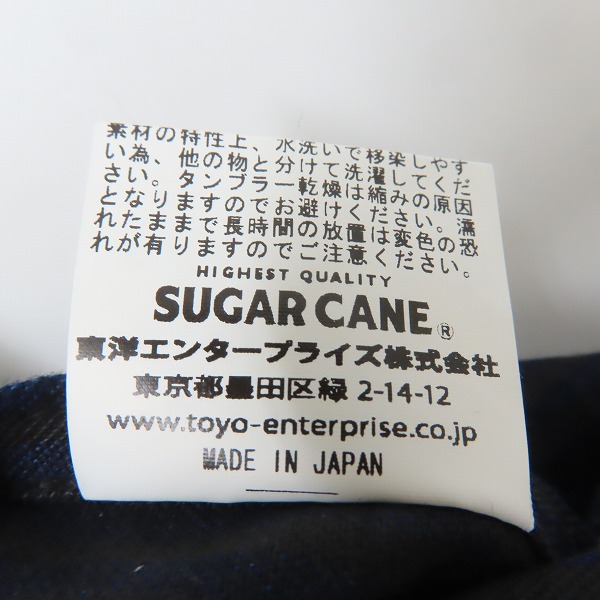 素材の特性上、水洗いで移染しやす
い為、他の物と分けて洗濯してくだ
さい。タンブラー乾燥は縮みの原因
となりますのでお避けください。濡
れたままで長時間の放置は変色の恐
れが有りますのでご注意ください。
HIGHEST QUALITY
SUGAR CANE®
東洋エンタープライズ株式会社
東京都墨田区緑 2-14-12
www.toyo-enterprise.co.jp
MADE IN JAPAN